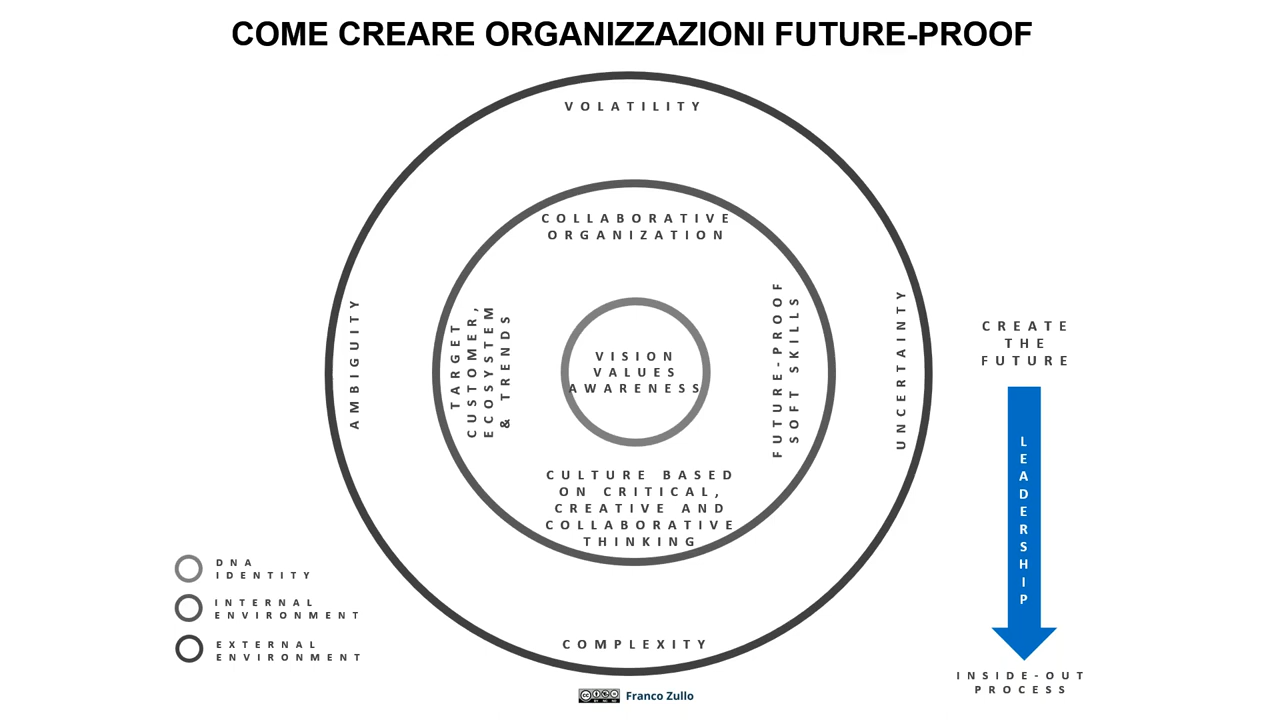 COME CREARE ORGANIZZAZIONI FUTURE-PROOF
VOLATILITY
COLLABORATIVE
ORGANIZATION
AMBIGUITY
TARGET
CUSTOMER,
ECOSYSTEM
& TRENDS
VISION
VALUES
AWARENESS
FUTURE-PROOF
SOFT SKILLS
UNCERTAINTY
CULTURE BASED
ON CRITICAL,
CREATIVE AND
COLLABORATIVE
THINKING
COMPLEXITY
CREATE
THE
FUTURE
LEADERSHIP
INSIDE-OUT
PROCESS
DNA
IDENTITY
INTERNAL
ENVIRONMENT
EXTERNAL
ENVIRONMENT
Franco Zullo